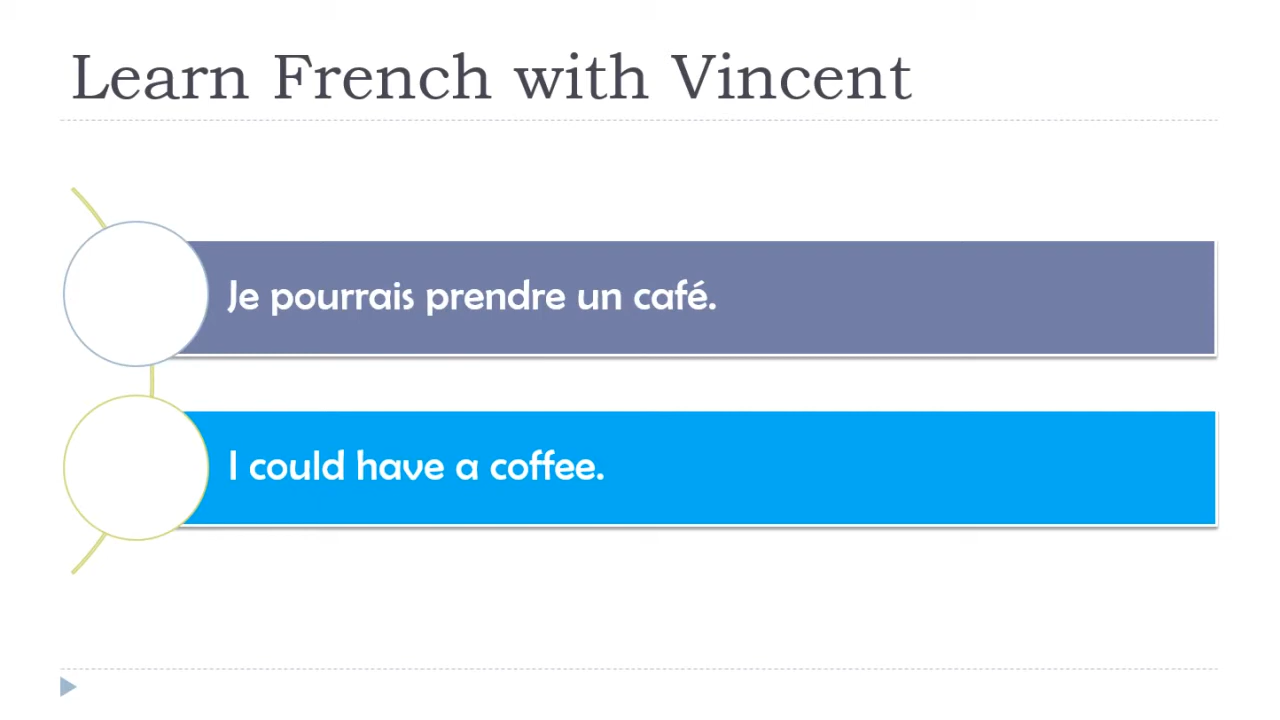 Learn French with Vincent
Je pourrais prendre un café.
I could have a coffee.